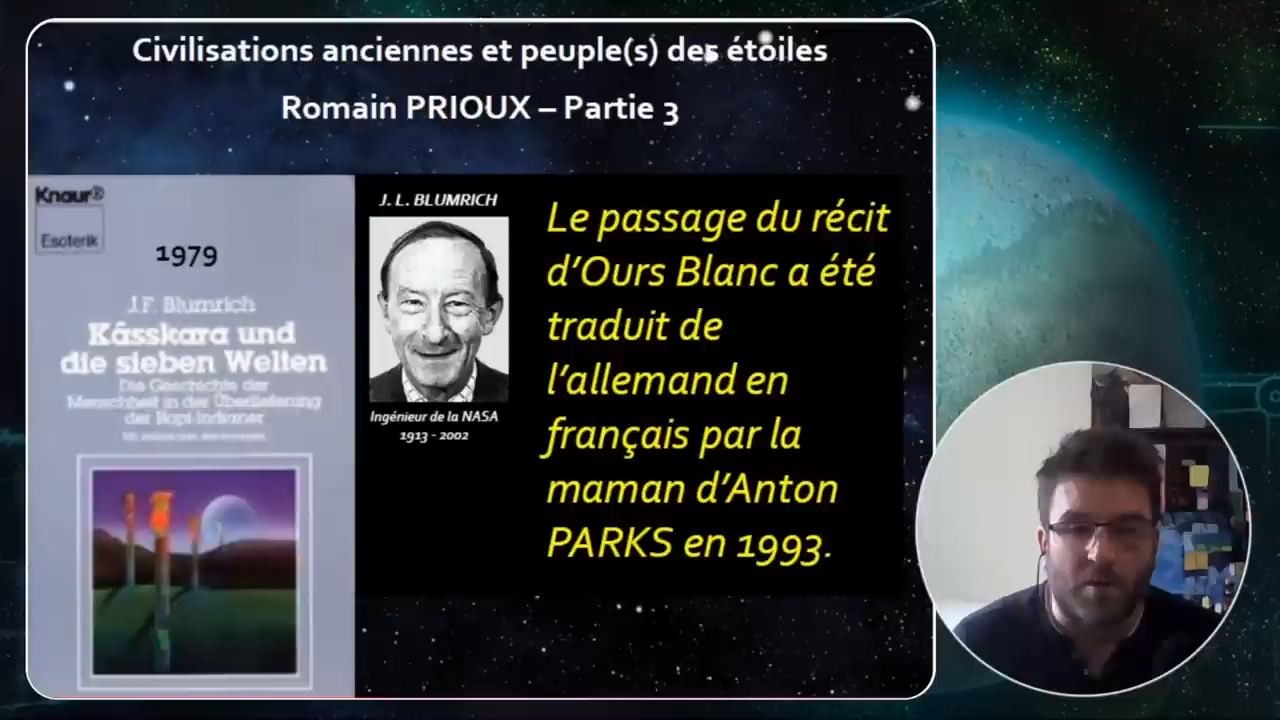 Civilisations anciennes et peuple(s) des étoiles
Romain PRIOUX – Partie 3
Knaur®
Esoterik
1979
J.F. Blumrich
Kásskara und
die sieben Welten
Die Geschichte der
Menschheit in der Überlieferung
der Hopi-Indianer
J. L. BLUMRICH
Ingénieur de la NASA
1913 - 2002
Le passage du récit
d’Ours Blanc a été
traduit de
l’allemand en
français par la
maman d’Anton
PARKS en 1993.